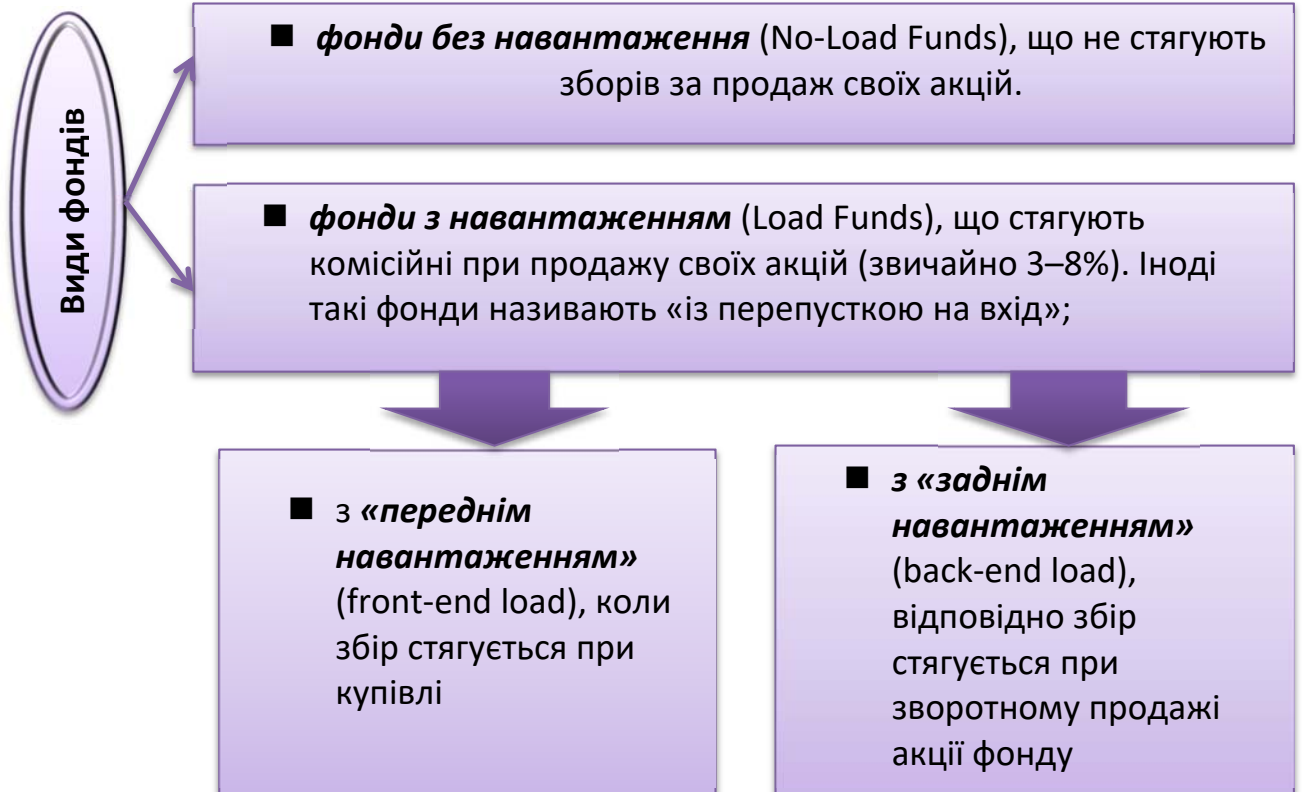 Види фондів
■ фонди без навантаження (No-Load Funds), що не стягують
зборів за продаж своїх акцій.
■ фонди з навантаженням (Load Funds), що стягують
комісійні при продажу своїх акцій (звичайно 3–8%). Іноді
такі фонди називають «із перепусткою на вхід»;
■ з «переднім
навантаженням»
(front-end load), коли
збір стягується при
купівлі
■ з «заднім
навантаженням»
(back-end load),
відповідно збір
стягується при
зворотному продажі
акції фонду